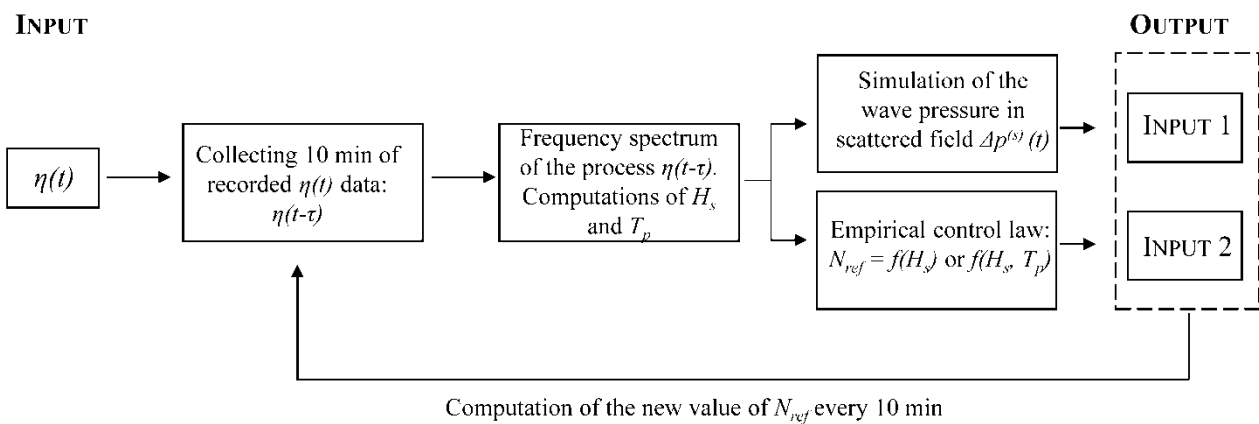 INPUT
OUTPUT
η(t)
Collecting 10 min of
recorded η(t) data:
η(t-τ)
Frequency spectrum
of the process η(t-τ).
Computations of Hs
and Tp
Simulation of the
wave pressure in
scattered field Δp(s) (t)
Empirical control law:
Nref = f(Hs) or f(Hs, Tp)
INPUT 1
INPUT 2
Computation of the new value of Nref every 10 min